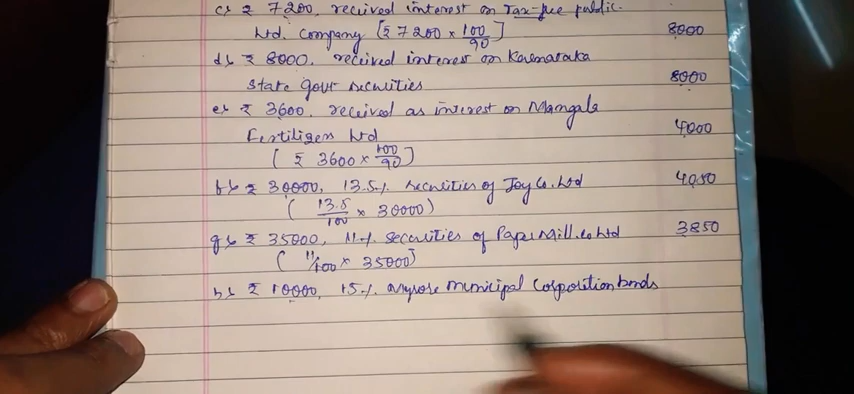 c) ₹ 7200, received interest on Tax-free public.
Ltd. Company [₹ 7200 × 100/90] 8000
d) ₹ 8000, received interest on Karnataka
State Govt securities 8000
e) ₹ 3600, received as interest on Mangala
Fertilizers Ltd 4000
( ₹ 3600 × 100/90 )
f) ₹ 30000, 13.5% securities of Joy Co. Ltd 4050
( 13.5/100 × 30000 )
g) ₹ 35000, 11% securities of Paper Mill.co Ltd 3850
( 11/100 × 35000 )
h) ₹ 10000, 15% Mysore municipal Corporation bonds